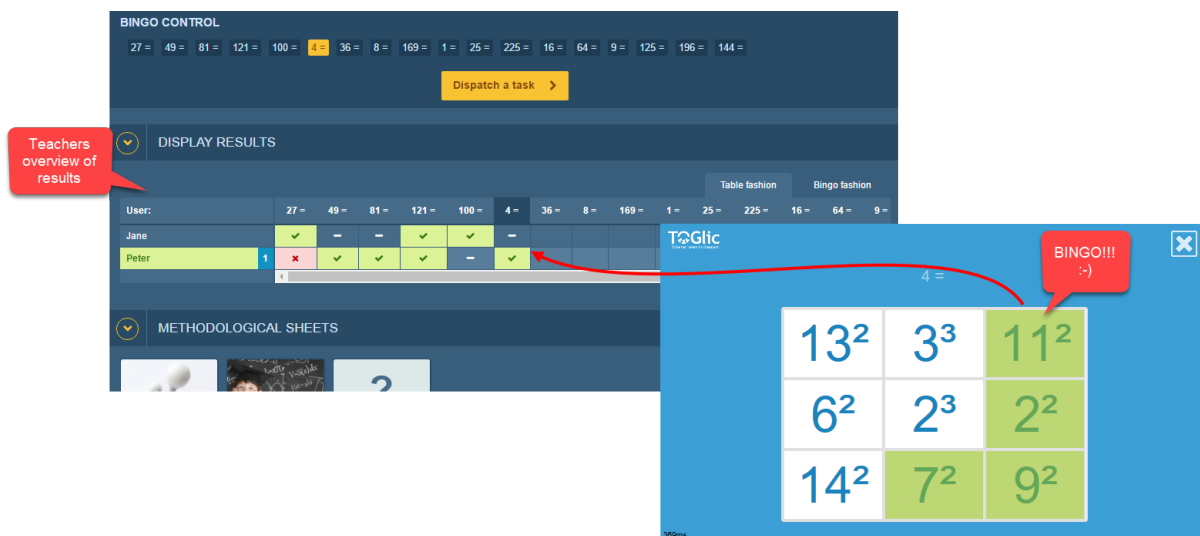 BINGO CONTROL
27 = 49 = 81 = 121 = 100 = 4 = 36 = 8 = 169 = 1 = 25 = 225 = 16 = 64 = 9 = 125 = 196 = 144 =
Dispatch a task
Teachers
overview of
results
DISPLAY RESULTS
Table fashion Bingo fashion
User: 27 = 49 = 81 = 121 = 100 = 4 = 36 = 8 = 169 = 1 = 25 = 225 = 16 = 64 = 9 =
Jane
Peter 1
METHODOLOGICAL SHEETS
?
TOGlic
BINGO!!!
:-)
4 =
13² 3³ 11²
6² 2³ 2²
14² 7² 9²
369ms